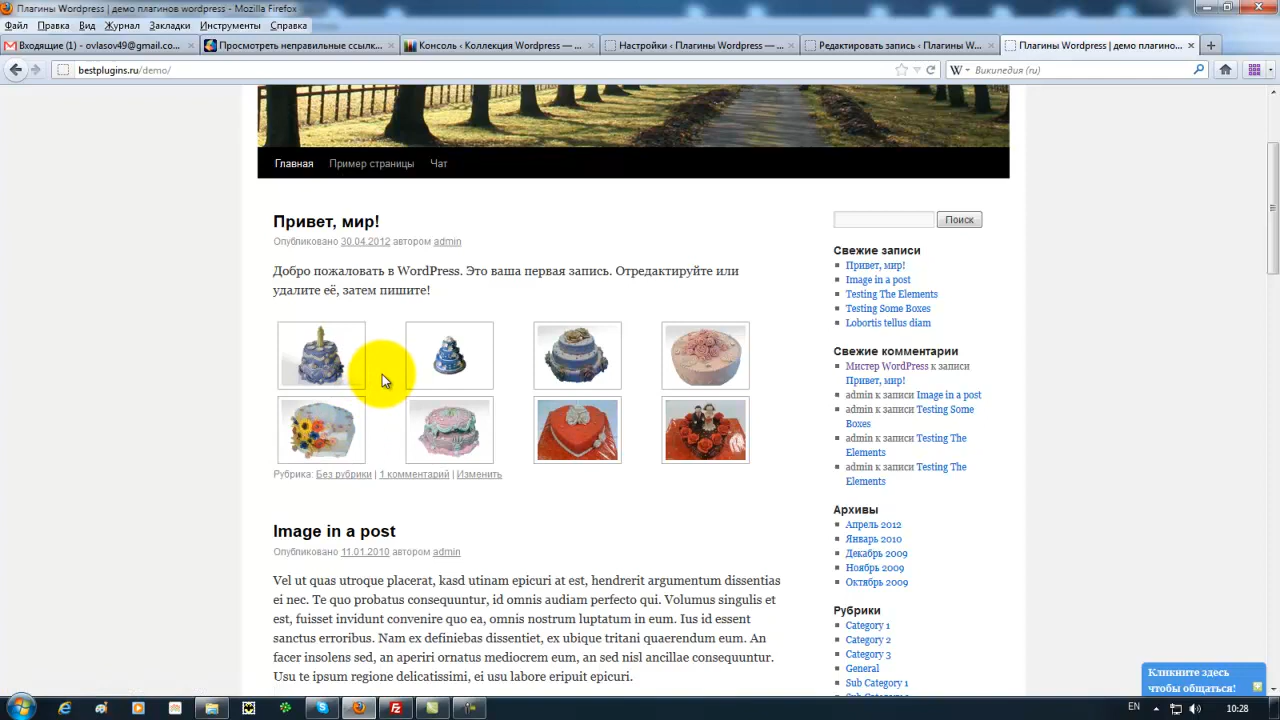 Плагины Wordpress | демо плагинов wordpress - Mozilla Firefox
Файл Правка Вид Журнал Закладки Инструменты Справка
Входящие (1) - ovlasov49@gmail.co...
Просмотреть неправильные ссылк...
Консоль ‹ Коллекция Wordpress — ...
Настройки ‹ Плагины Wordpress — ...
Редактировать запись ‹ Плагины W...
Плагины Wordpress | демо плагино...
bestplugins.ru/demo/
Википедия (ru)
Главная Пример страницы Чат
Привет, мир!
Опубликовано 30.04.2012 автором admin
Добро пожаловать в WordPress. Это ваша первая запись. Отредактируйте или
удалите её, затем пишите!
Рубрика: Без рубрики | 1 комментарий | Изменить
Image in a post
Опубликовано 11.01.2010 автором admin
Vel ut quas utroque placerat, kasd utinam epicuri at est, hendrerit argumentum dissentias
ei nec. Te quo probatus consequuntur, id omnis audiam perfecto qui. Volumus singulis et
est, fuisset invidunt convenire quo ea, omnis nostrum luptatum in eum. Ius id essent
sanctus erroribus. Nam ex definiebas dissentiet, ex ubique tritani quaerendum eum. An
facer insolens sed, an aperiri ornatus mediocrem eum, an sed nisl ancillae consequuntur.
Usu te ipsum regione delicatissimi, ei usu labore eripuit epicuri.
Поиск
Свежие записи
Привет, мир!
Image in a post
Testing The Elements
Testing Some Boxes
Lobortis tellus diam
Свежие комментарии
Мистер WordPress к записи
Привет, мир!
admin к записи Image in a post
admin к записи Testing Some
Boxes
admin к записи Testing The
Elements
admin к записи Testing The
Elements
Архивы
Апрель 2012
Январь 2010
Декабрь 2009
Ноябрь 2009
Октябрь 2009
Рубрики
Category 1
Category 2
Category 3
General
Sub Category 1
Кликните здесь
чтобы общаться!
EN
10:28